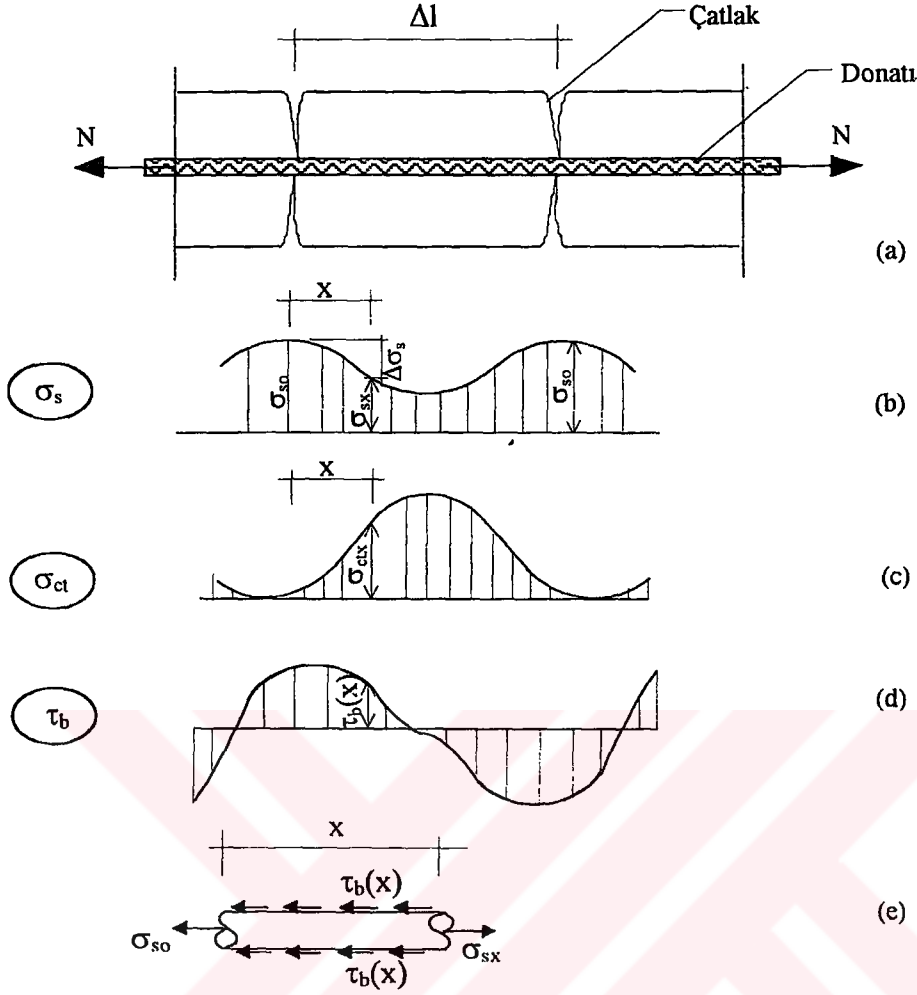 Δl
Çatlak
Donatı
N
N
(a)
x
σs
σso
σsx
Δσs
σso
(b)
x
σct
σctx
(c)
τb
τb(x)
(d)
x
τb(x)
(e)
σso
σsx
τb(x)